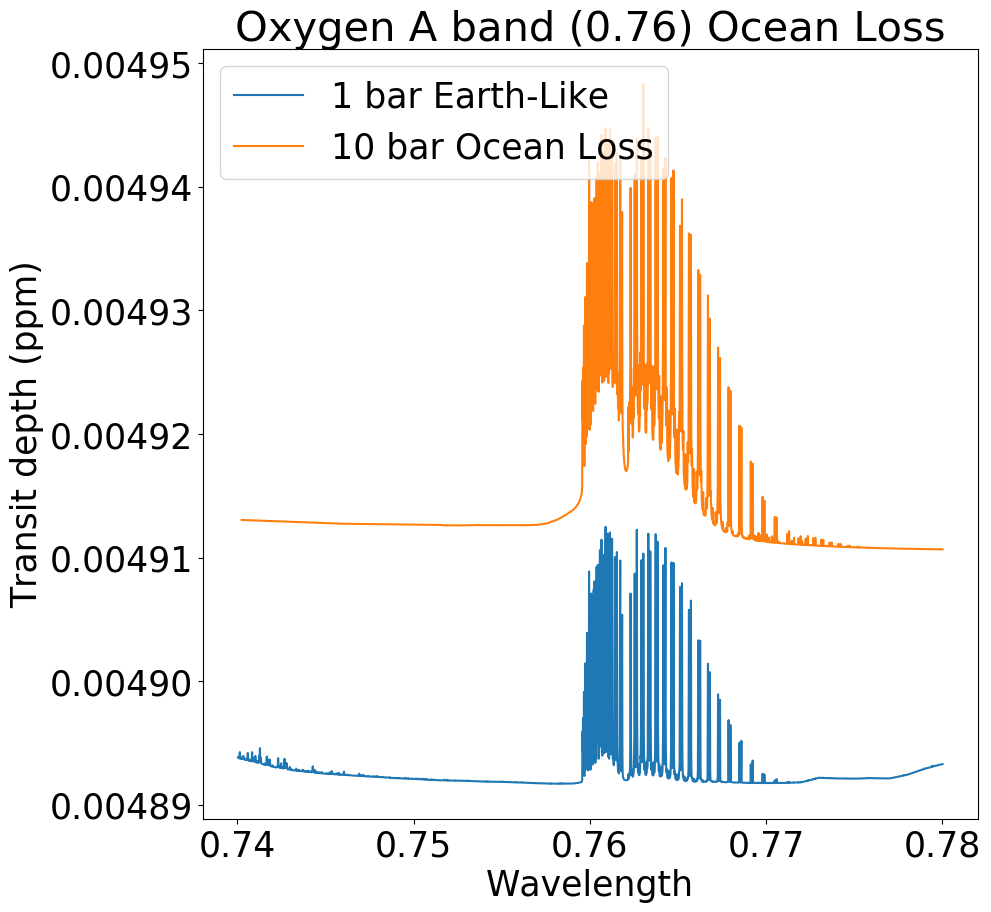 Oxygen A band (0.76) Ocean Loss
0.00495
1 bar Earth-Like
10 bar Ocean Loss
0.00494
0.00493
0.00492
0.00491
0.00490
0.00489
Transit depth (ppm)
0.74 0.75 0.76 0.77 0.78
Wavelength